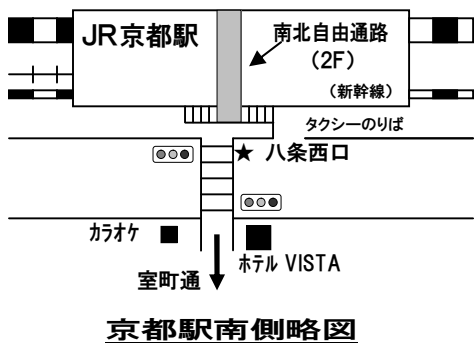 JR京都駅
南北自由通路
(2F)
(新幹線)
タクシーのりば
★ 八条西口
カラオケ
ホテル VISTA
室町通
京都駅南側略図